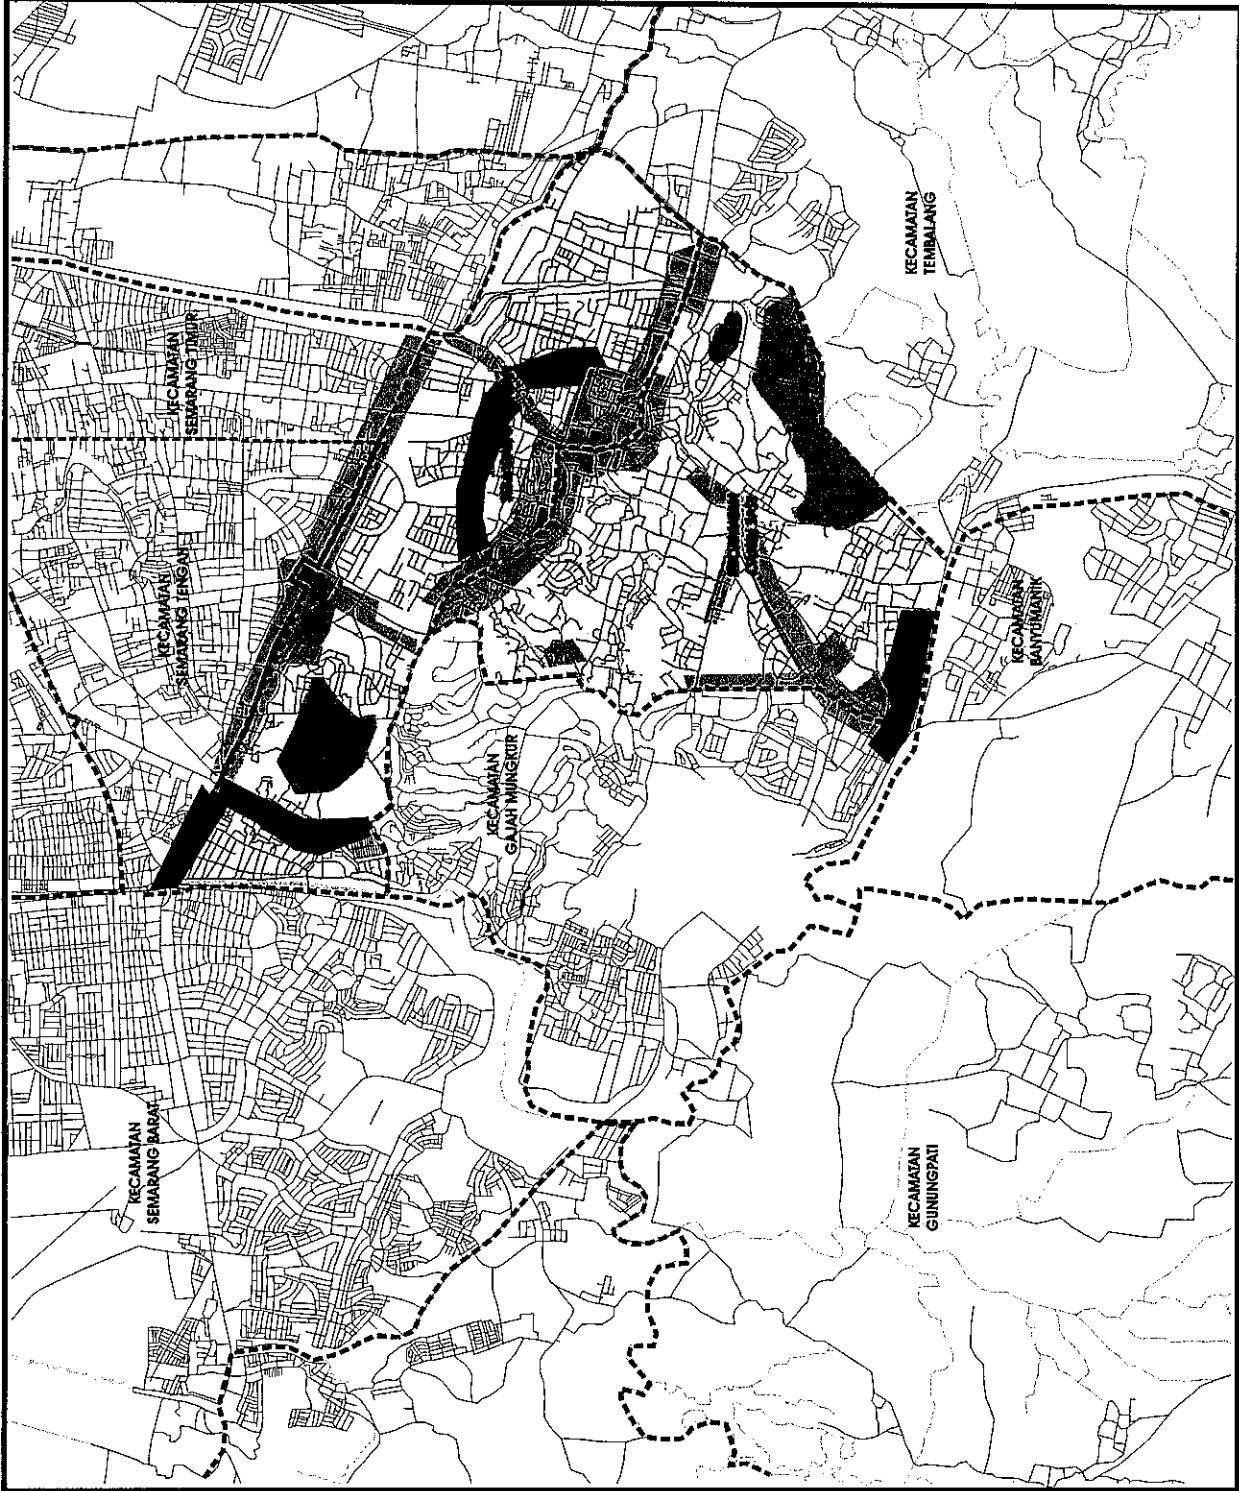 KECAMATAN
SEMARANG TIMUR
KECAMATAN
SEMARANG TENGAH
KECAMATAN
SEMARANG BARAT
KECAMATAN
GAJAH MUNGKUR
KECAMATAN
TEMBALANG
KECAMATAN
BANYUMANIK
KECAMATAN
GUNUNGPATI